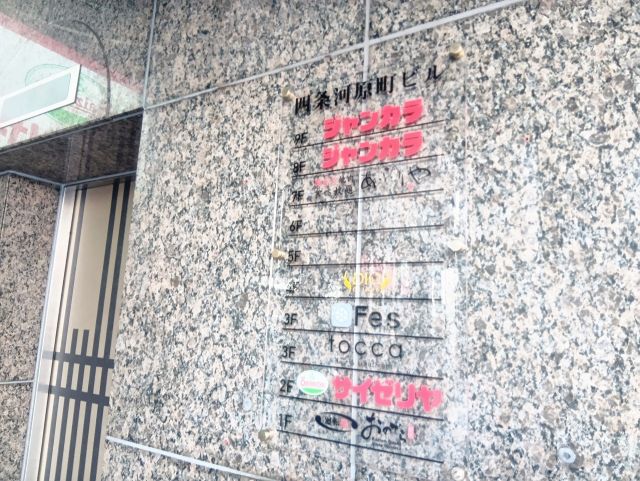 四条河原町ビル
9F ジャンカラ
8F ジャンカラ
7F
6F
5F
3F Fes
3F tocca
2F サイゼリヤ
1F